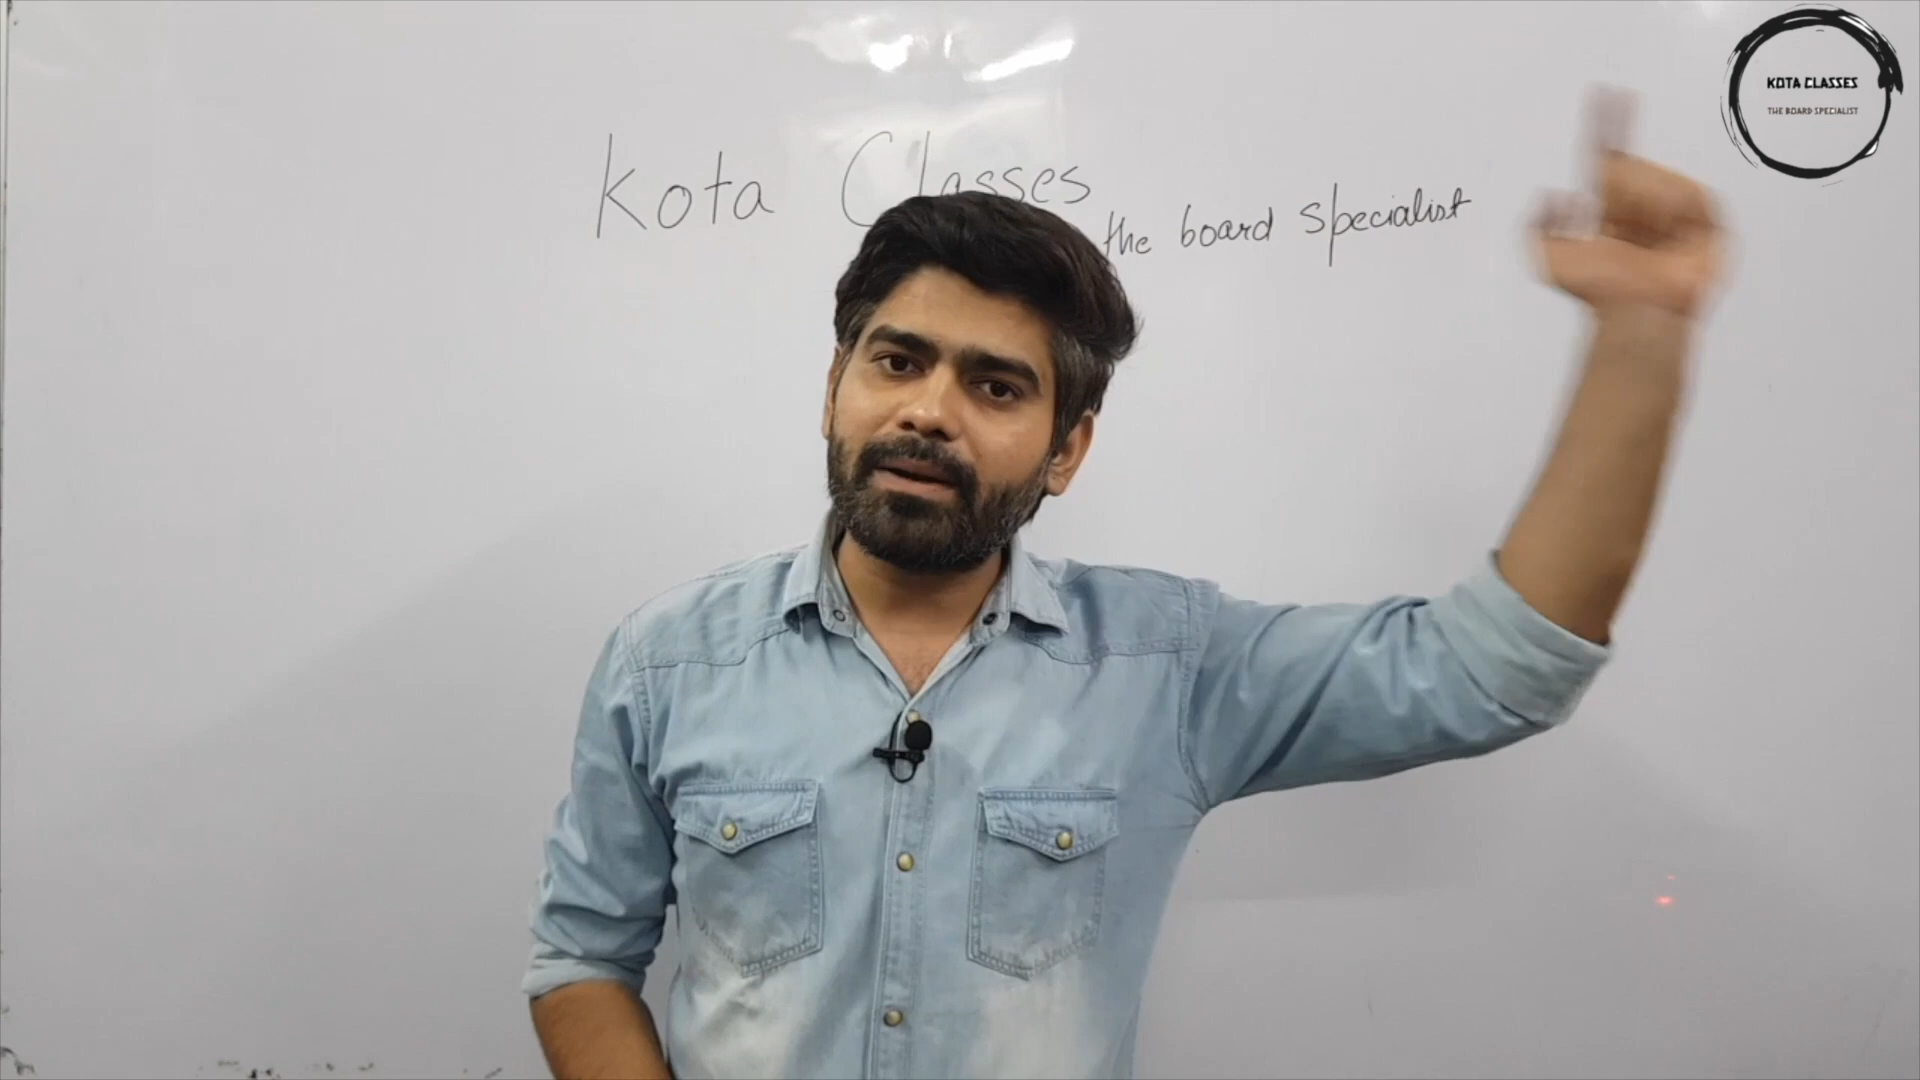 Kota Classes
the board specialist
KOTA CLASSES
THE BOARD SPECIALIST